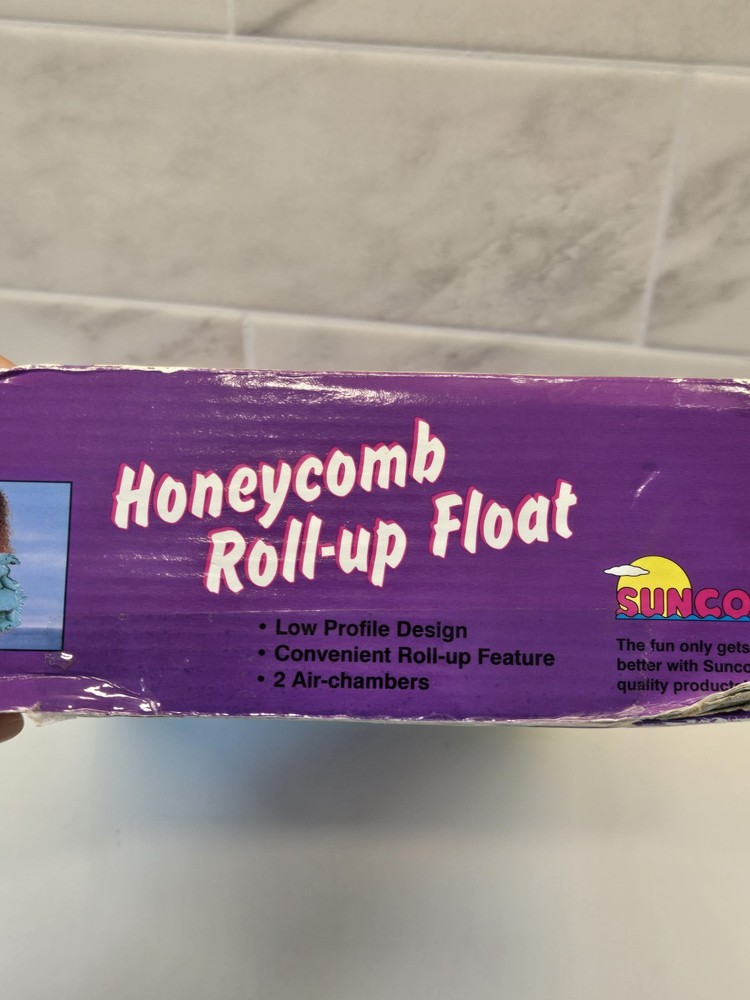 Honeycomb
Roll-up Float
• Low Profile Design
• Convenient Roll-up Feature
• 2 Air-chambers
SUNCO
The fun only gets
better with Sunco
quality products